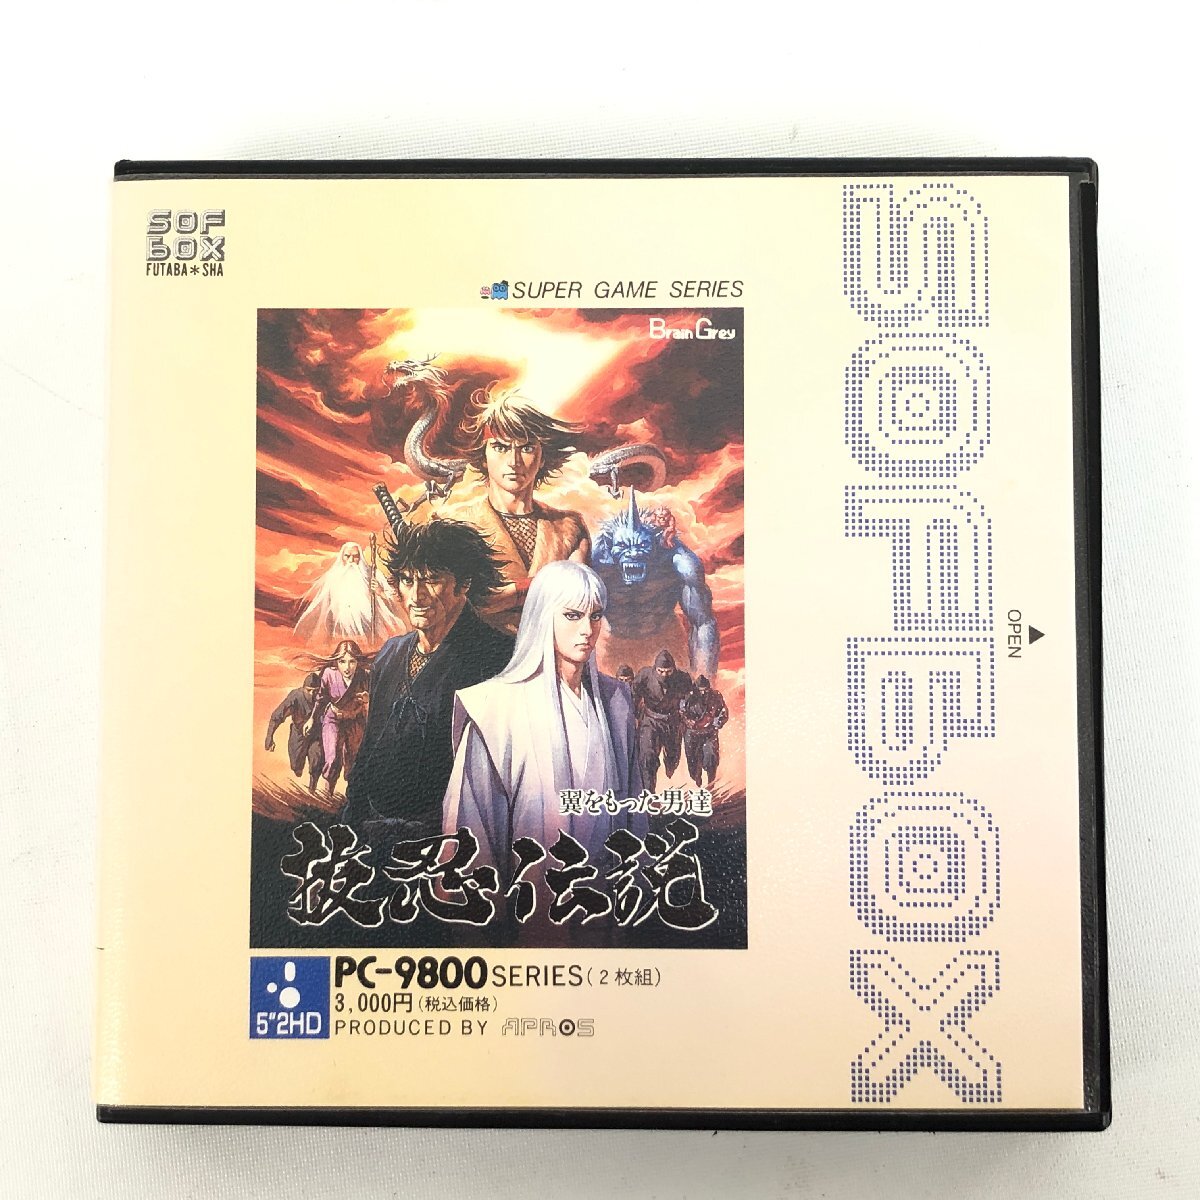 SOF
BOX
FUTABA*SHA
SUPER GAME SERIES
Brain Grey
翼をもった男達
抜忍伝説
5"2HD
PC-9800 SERIES(2枚組)
3,000円(税込価格)
PRODUCED BY APROS
SOFBOX
OPEN